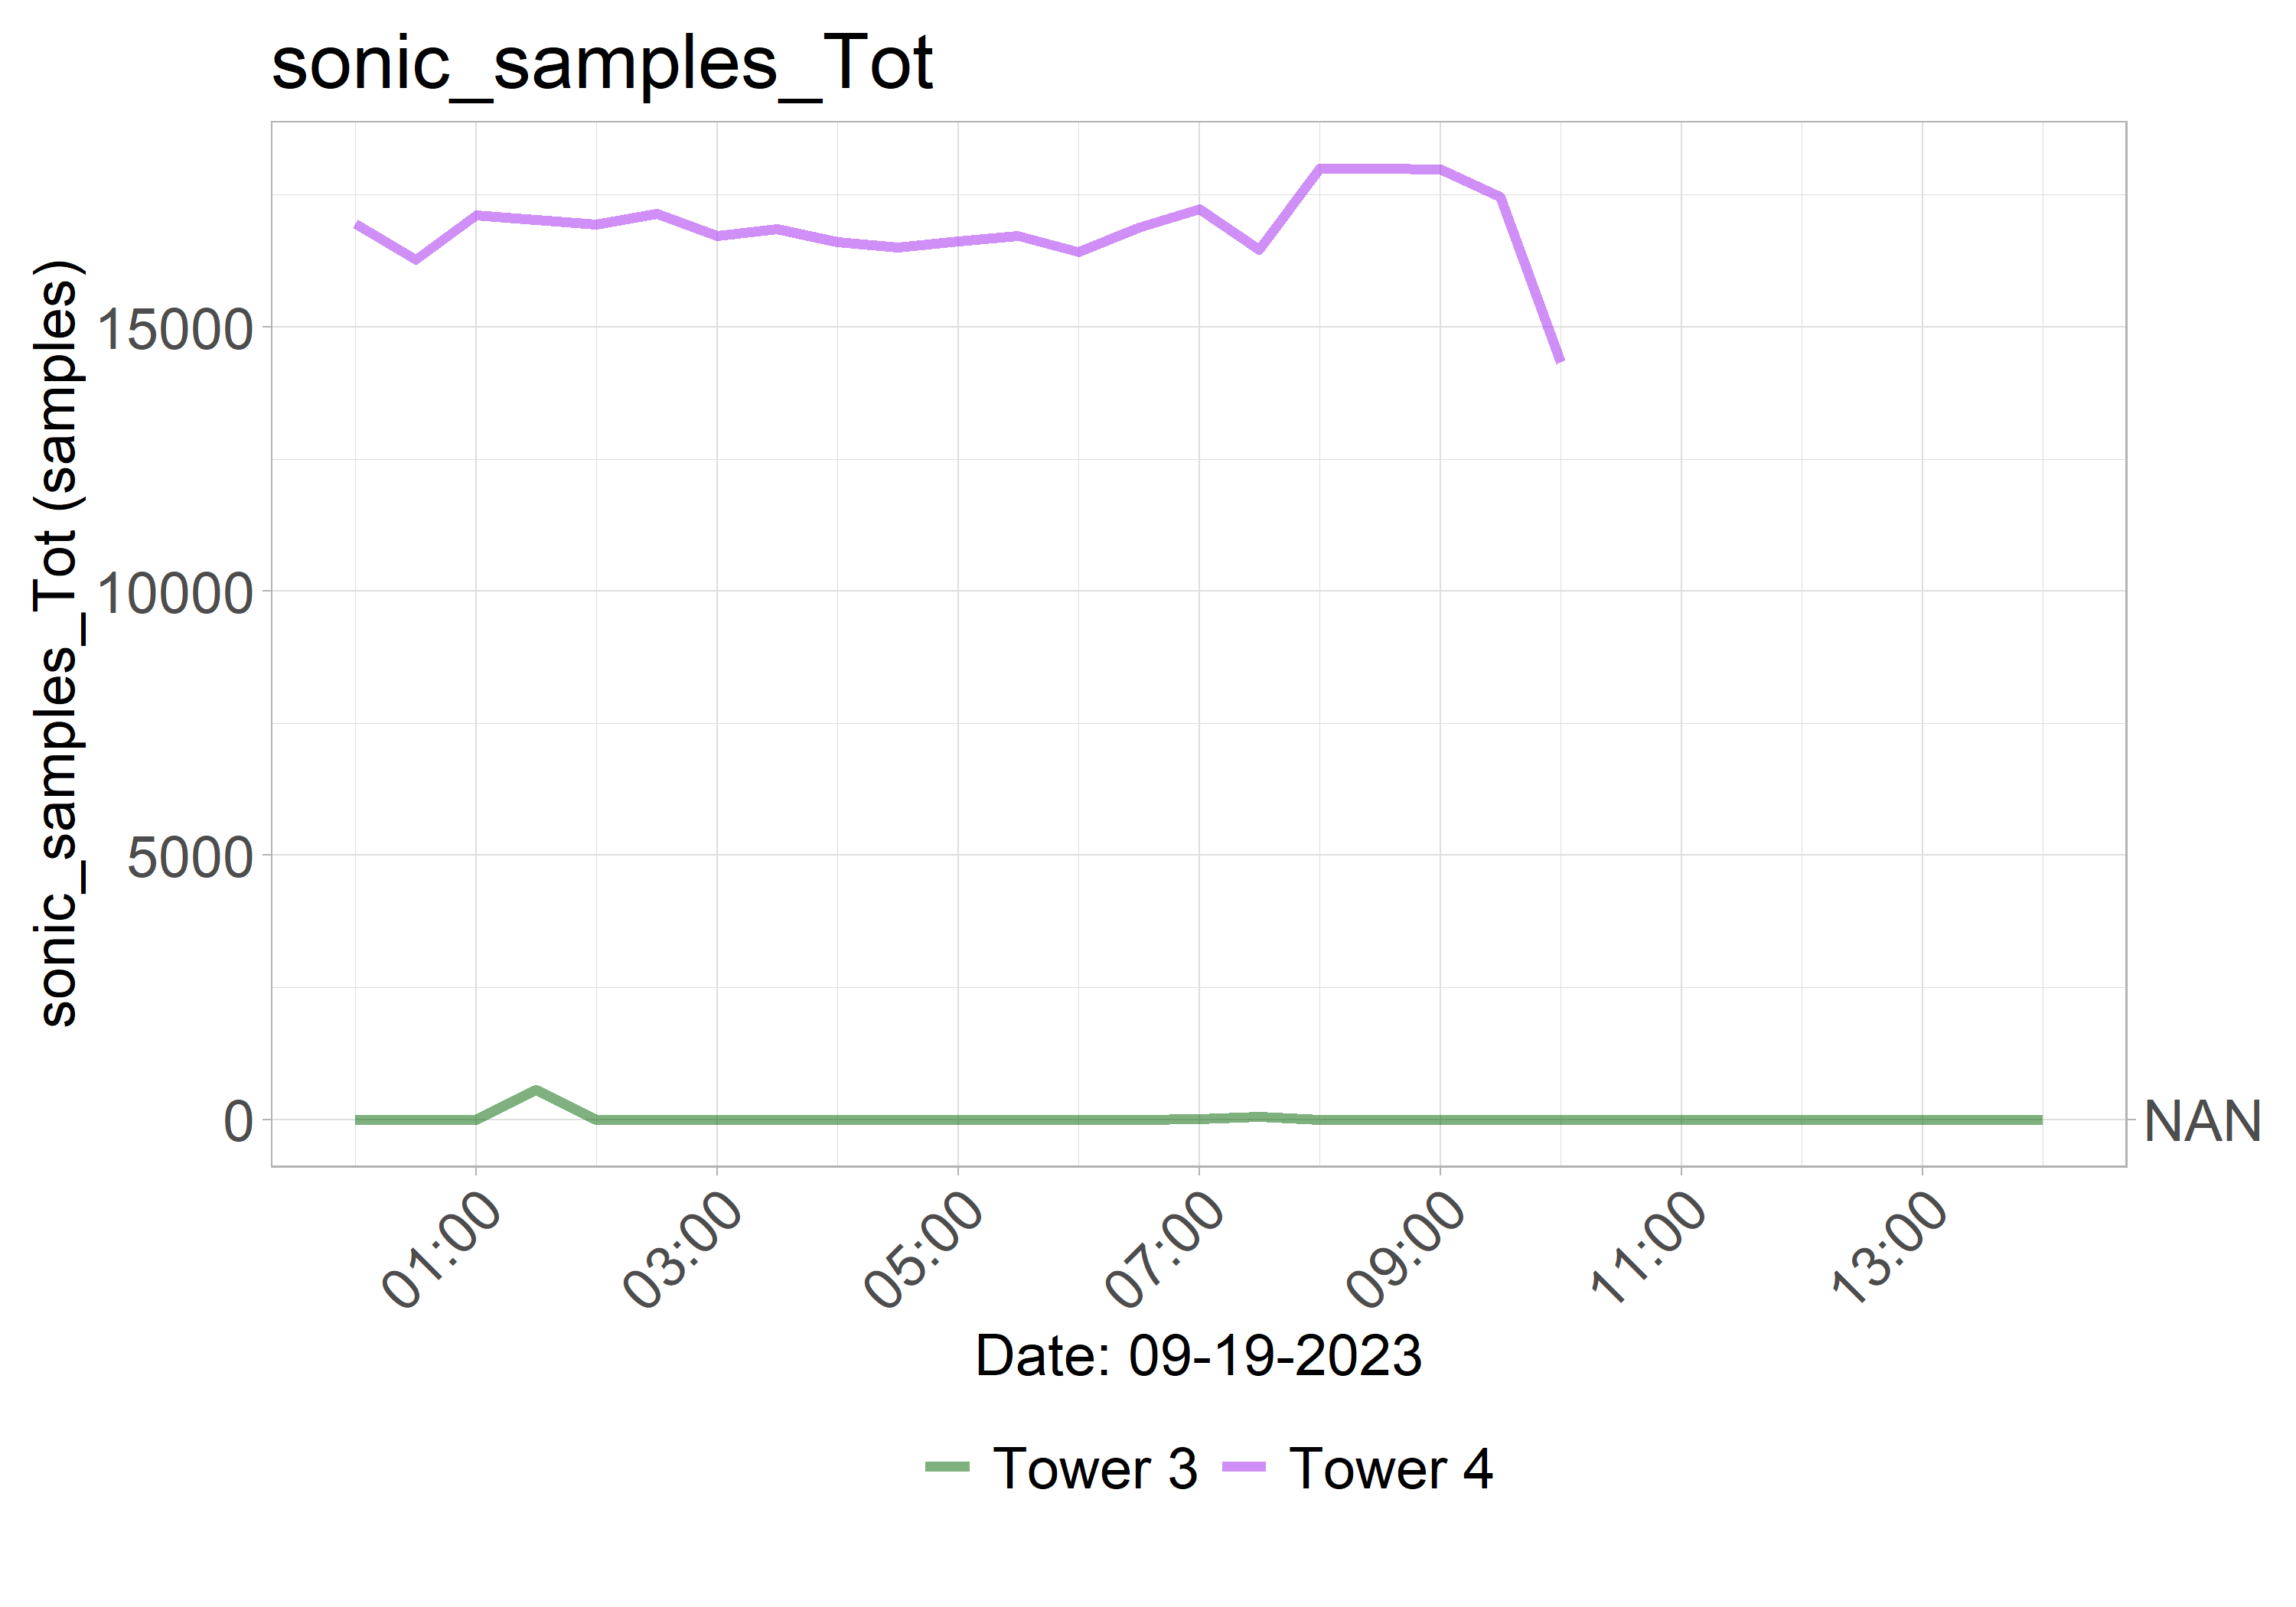 sonic_samples_Tot
sonic_samples_Tot (samples)
15000
10000
5000
0
NAN
01:00
03:00
05:00
07:00
09:00
11:00
13:00
Date: 09-19-2023
Tower 3
Tower 4